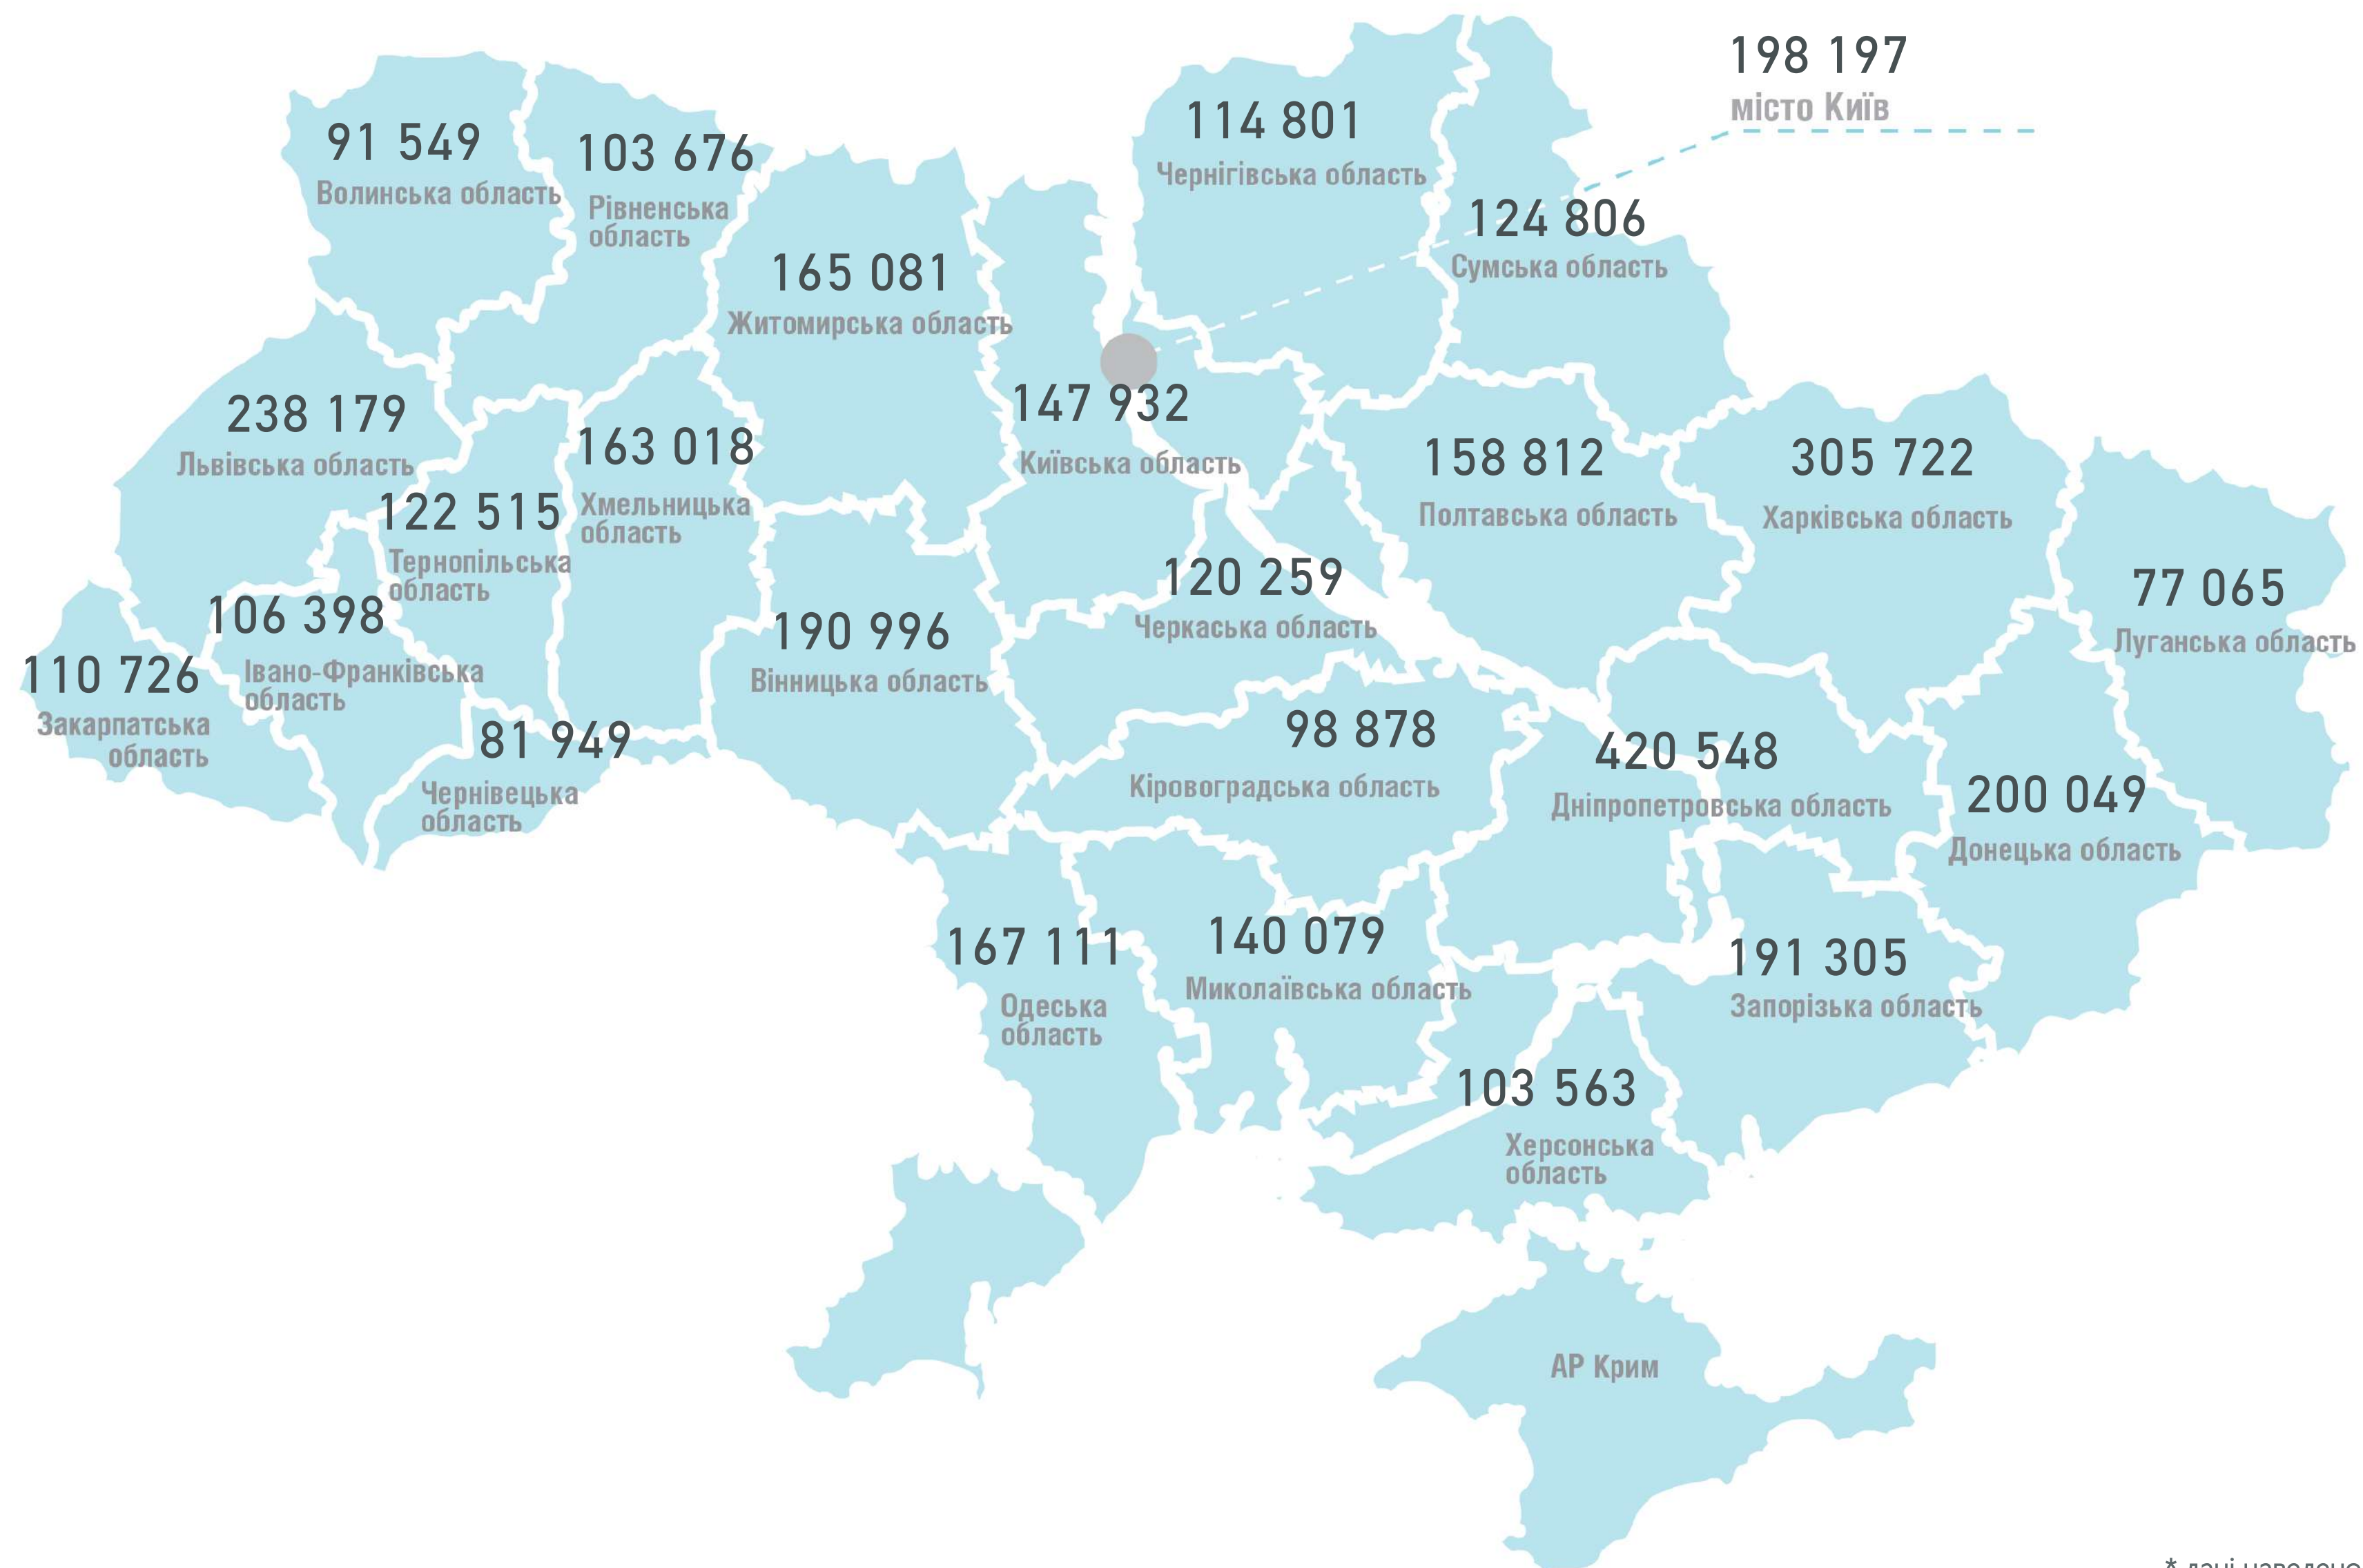 198 197
місто Київ
114 801
Чернігівська область
91 549
Волинська область
103 676
Рівненська
область
124 806
Сумська область
165 081
Житомирська область
238 179
Львівська область
147 932
Київська область
163 018
Хмельницька
область
158 812
Полтавська область
305 722
Харківська область
122 515
Тернопільська
область
120 259
Черкаська область
77 065
Луганська область
106 398
Івано-Франківська
область
190 996
Вінницька область
110 726
Закарпатська
область
81 949
Чернівецька
область
98 878
Кіровоградська область
420 548
Дніпропетровська область
200 049
Донецька область
167 111
Одеська
область
140 079
Миколаївська область
191 305
Запорізька область
103 563
Херсонська
область
АР Крим
* дані наведено